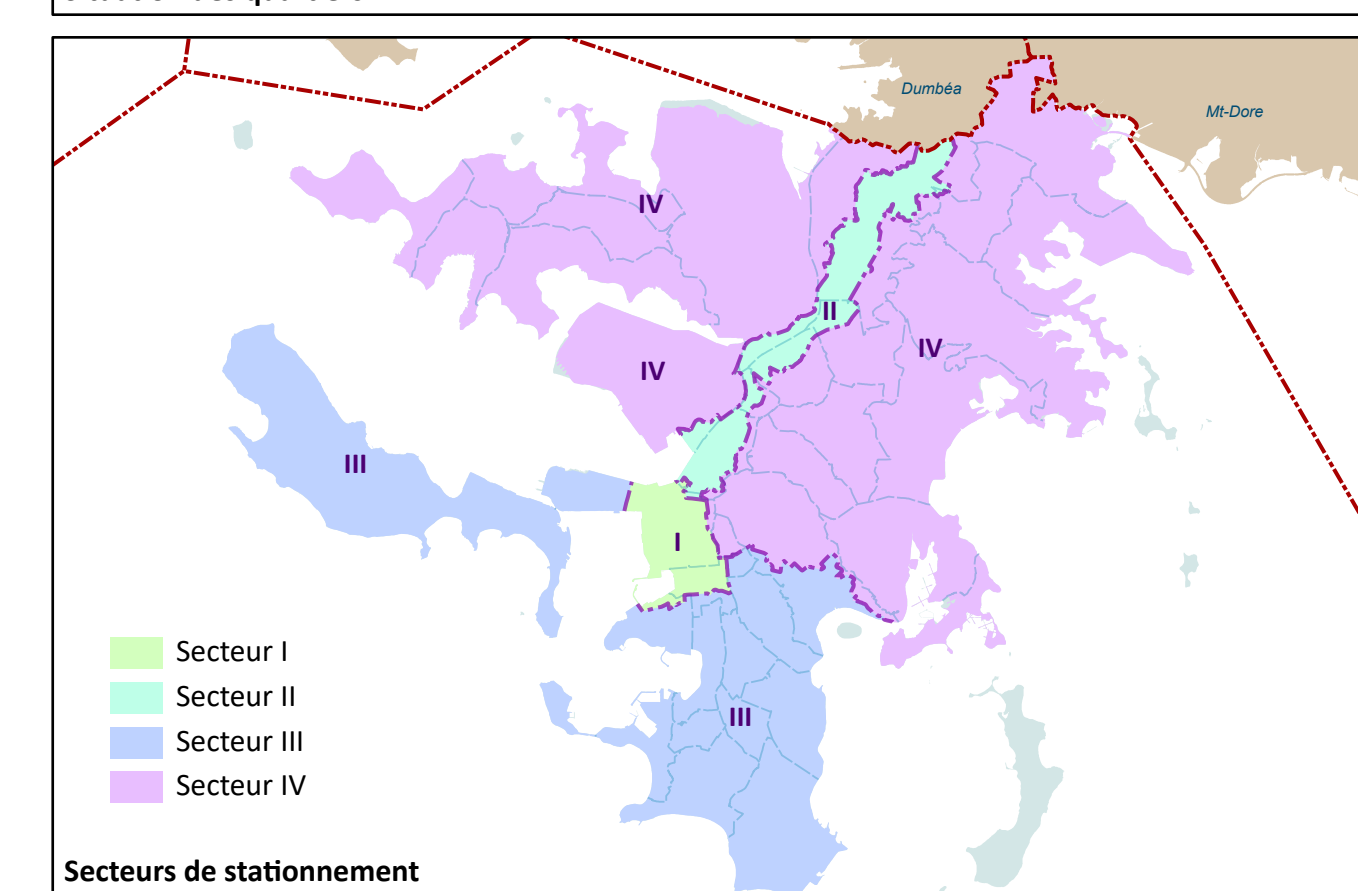 Dumbéa
Mt-Dore
IV
II
IV
IV
III
I
III
Secteur I
Secteur II
Secteur III
Secteur IV
Secteurs de stationnement